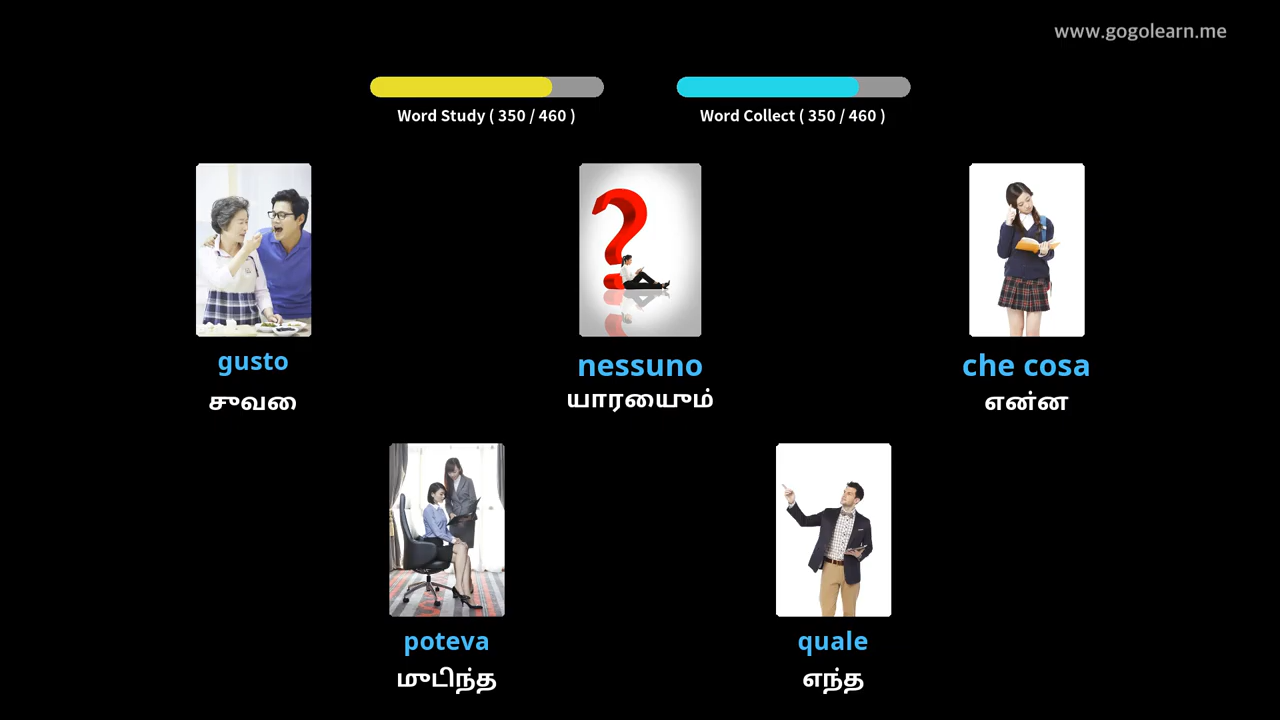 www.gogolearn.me
Word Study ( 350 / 460 )
Word Collect ( 350 / 460 )
gusto
சுவை
nessuno
யாரையும்
che cosa
என்ன
poteva
முடிந்த
quale
எந்த